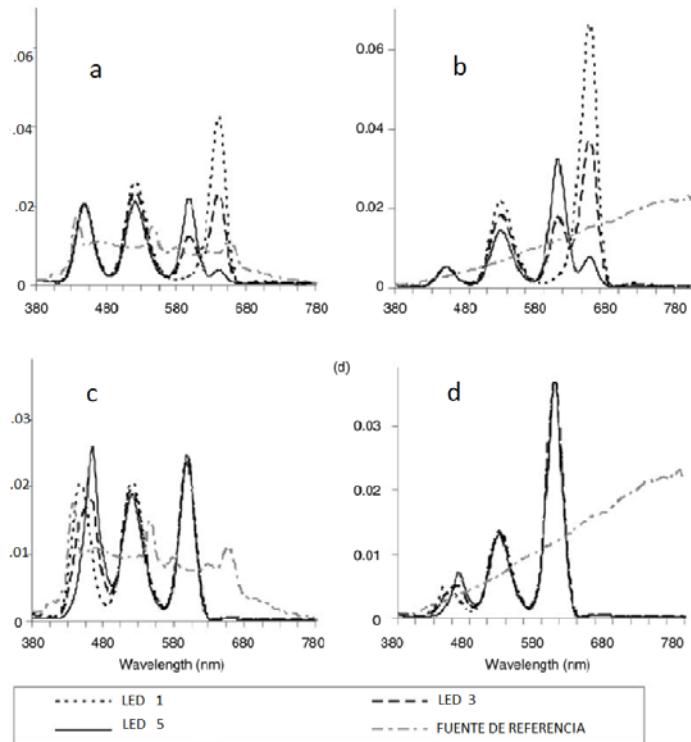 a
b
.06
.04
.02
0
0.06
0.04
0.02
0
380 480 580 680 780
380 480 580 680 780
(d)
c
d
.03
.02
.01
0
0.03
0.02
0.01
0
380 480 580 680 780
380 480 580 680 780
Wavelength (nm)
Wavelength (nm)
LED 1
LED 3
LED 5
FUENTE DE REFERENCIA